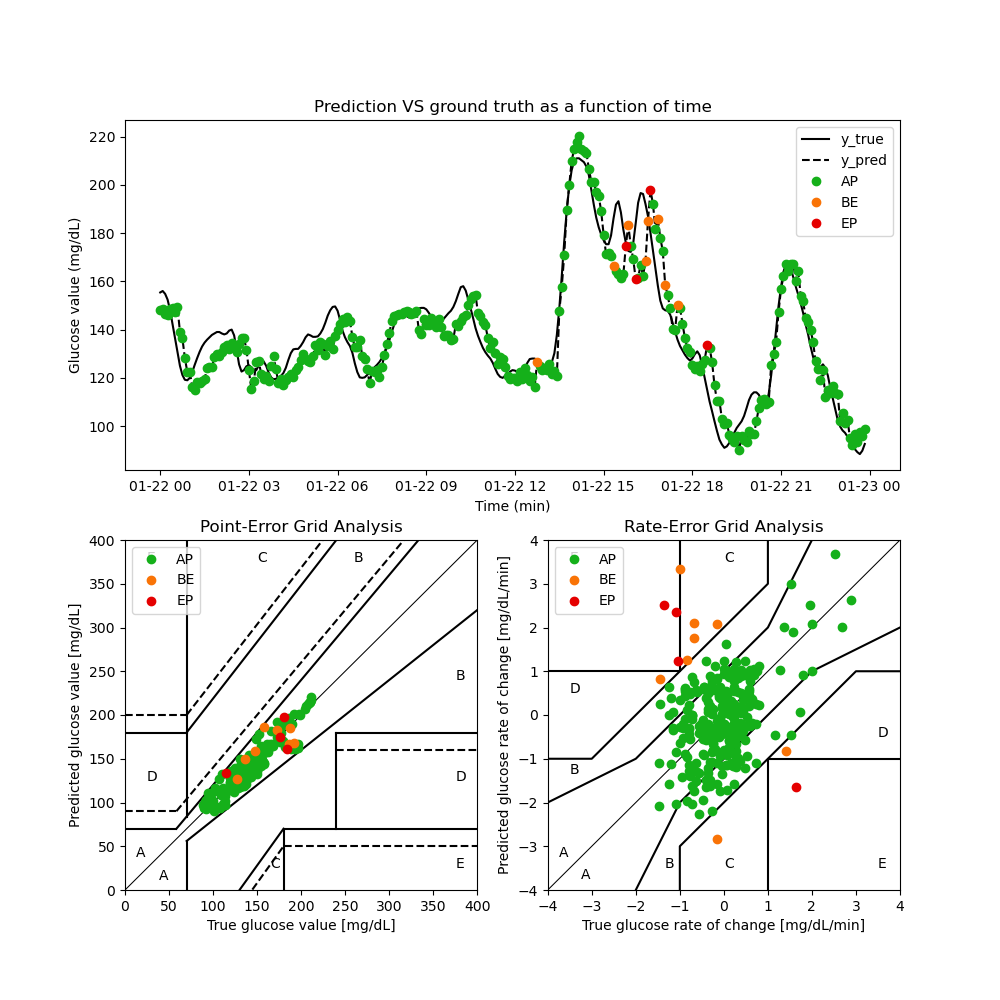 Prediction VS ground truth as a function of time
Glucose value (mg/dL)
220
200
180
160
140
120
100
y_true
y_pred
AP
BE
EP
01-22 00 01-22 03 01-22 06 01-22 09 01-22 12 01-22 15 01-22 18 01-22 21 01-23 00
Time (min)
Point-Error Grid Analysis
Predicted glucose value [mg/dL]
400
350
300
250
200
150
100
50
0
AP
BE
EP
C
B
B
D
D
A
A
C
E
0 50 100 150 200 250 300 350 400
True glucose value [mg/dL]
Rate-Error Grid Analysis
Predicted glucose rate of change [mg/dL/min]
4
3
2
1
0
−1
−2
−3
−4
AP
BE
EP
C
D
D
B
A
A
B
C
E
−4 −3 −2 −1 0 1 2 3 4
True glucose rate of change [mg/dL/min]